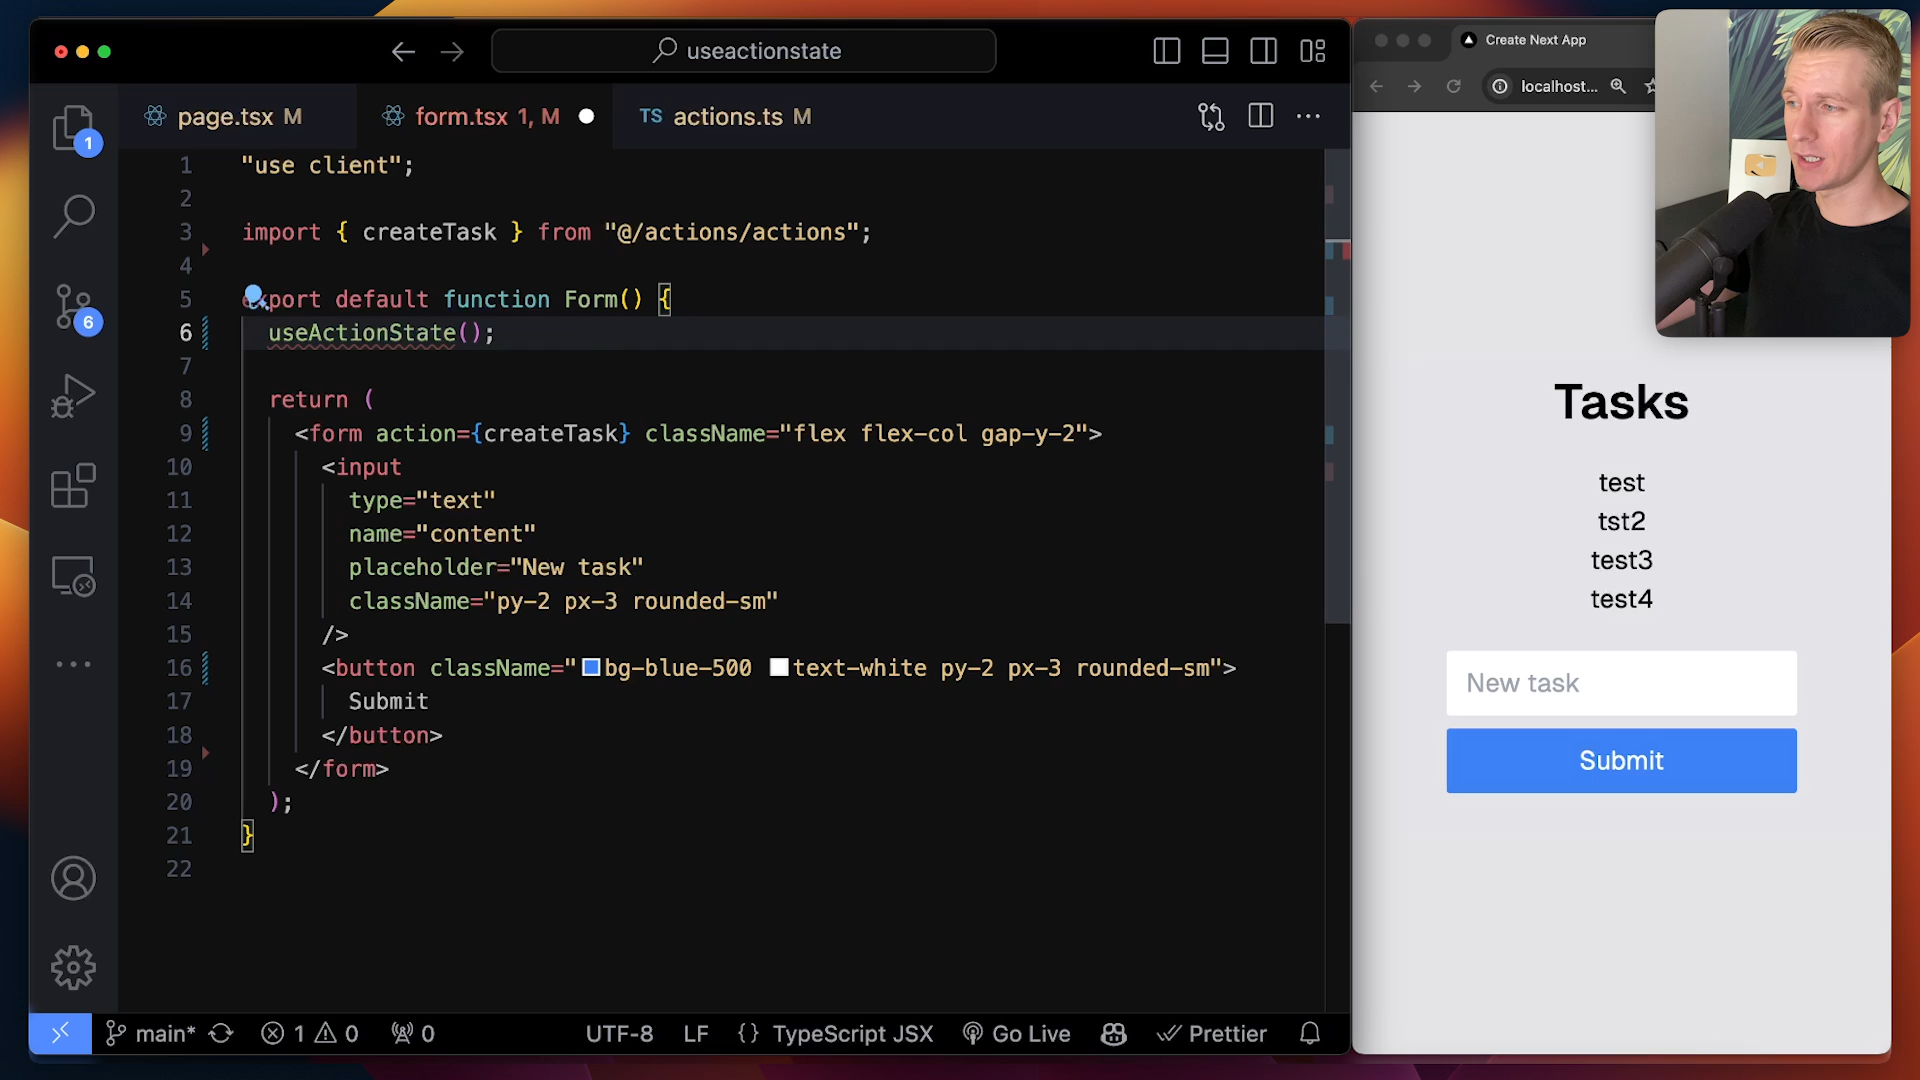 useactionstate
page.tsx M
form.tsx 1, M
TS actions.ts M
1
6
1 "use client";
2
3 import { createTask } from "@/actions/actions";
4
5 export default function Form() {
6 useActionState();
7
8 return (
9 <form action={createTask} className="flex flex-col gap-y-2">
10 <input
11 type="text"
12 name="content"
13 placeholder="New task"
14 className="py-2 px-3 rounded-sm"
15 />
16 <button className="bg-blue-500 text-white py-2 px-3 rounded-sm">
17 Submit
18 </button>
19 </form>
20 );
21 }
22
main* 1 0 0 UTF-8 LF {} TypeScript JSX Go Live Prettier
Create Next App
localhost...
Tasks
test
tst2
test3
test4
New task
Submit